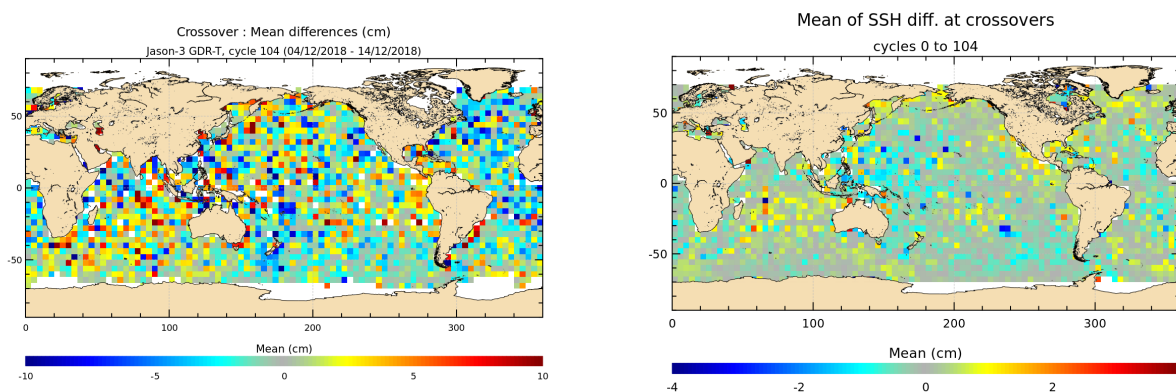 Crossover : Mean differences (cm)
Jason-3 GDR-T, cycle 104 (04/12/2018 - 14/12/2018)
50
0
-50
0 100 200 300
Mean (cm)
-10 -5 0 5 10
Mean of SSH diff. at crossovers
cycles 0 to 104
50
0
-50
0 100 200 300
Mean (cm)
-4 -2 0 2